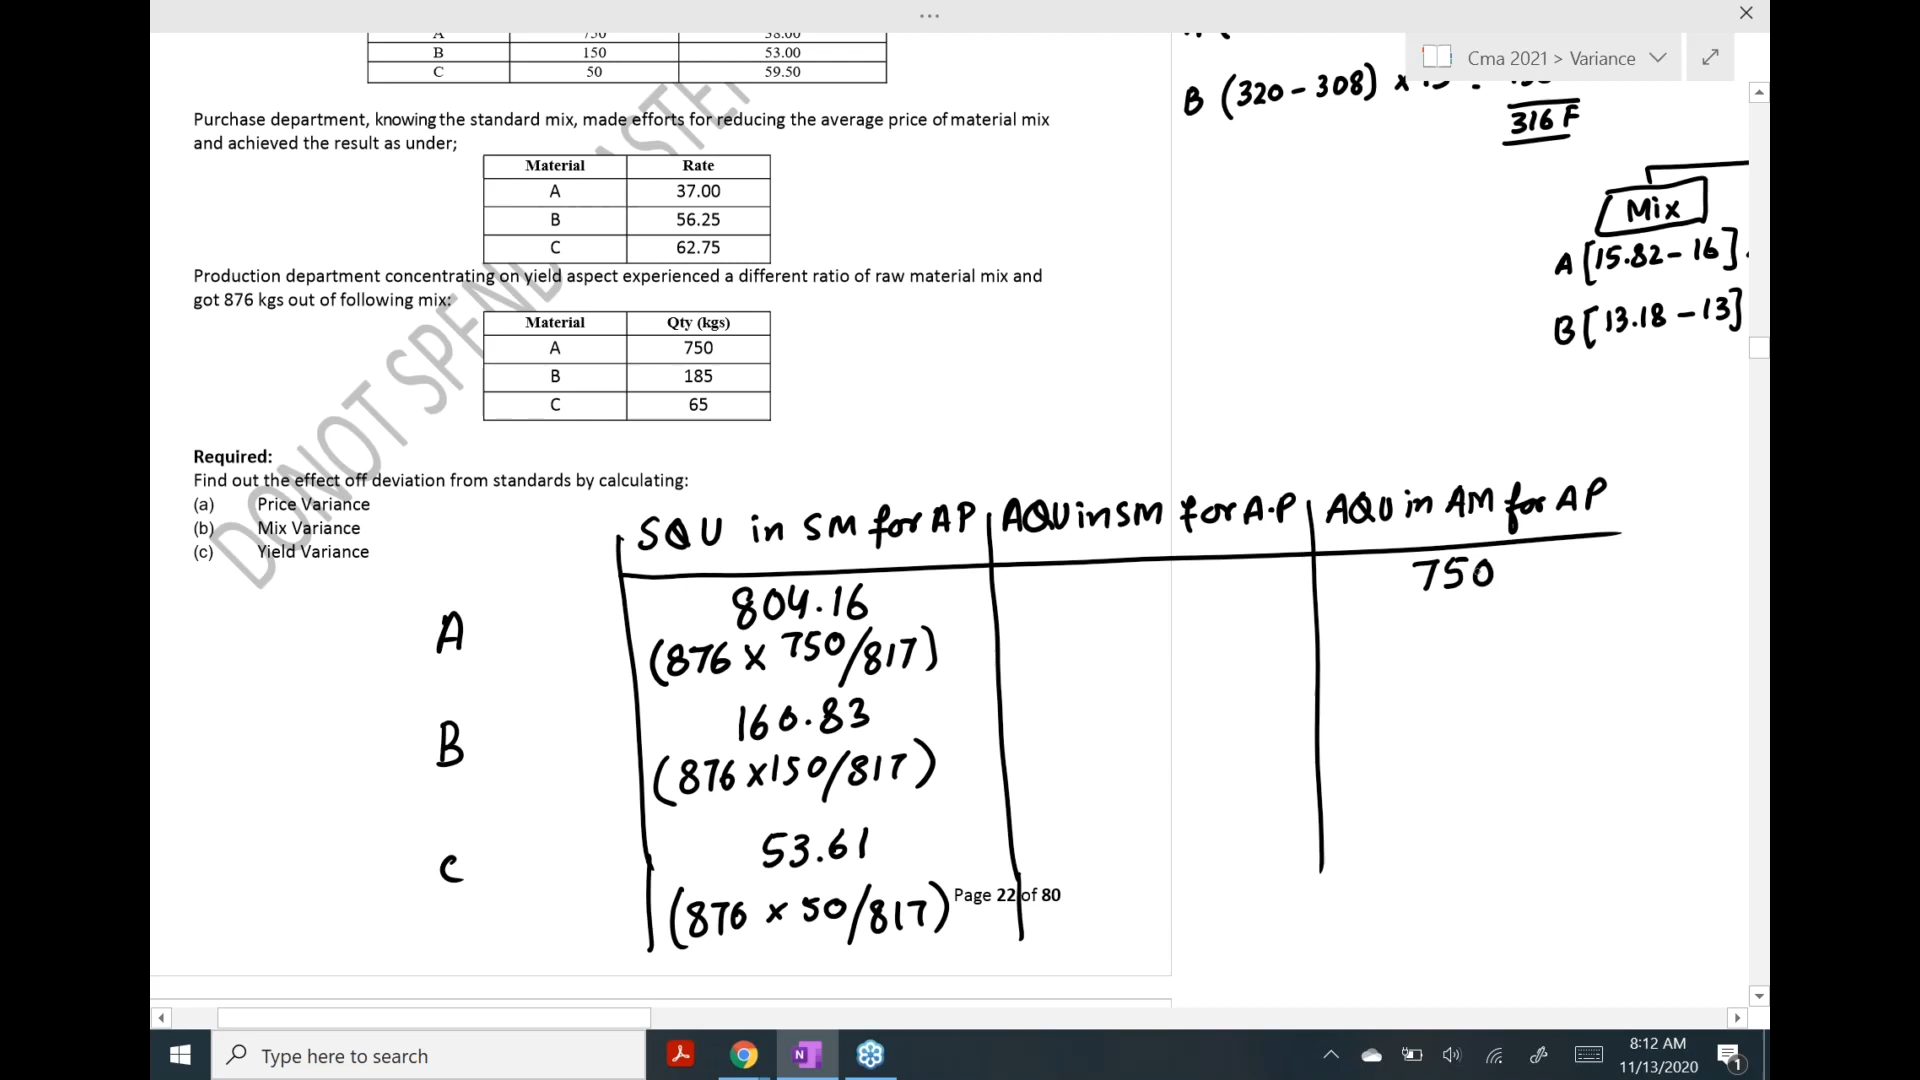 ...
A 750 38.00
B 150 53.00
C 50 59.50
Purchase department, knowing the standard mix, made efforts for reducing the average price of material mix
and achieved the result as under;
Material Rate
A 37.00
B 56.25
C 62.75
Production department concentrating on yield aspect experienced a different ratio of raw material mix and
got 876 kgs out of following mix:
Material Qty (kgs)
A 750
B 185
C 65
Required:
Find out the effect off deviation from standards by calculating:
(a) Price Variance
(b) Mix Variance
(c) Yield Variance
DONOT SPEND
Cma 2021 > Variance
B (320 - 308) ×
316 F
Mix
A [15.82 - 16]
B [13.18 - 13]
SQU in SM for AP AQU in SM for A.P AQU in AM for AP
A 804.16 750
(876 × 750/817)
B 160.83
(876 × 150/817)
C 53.61
(876 × 50/817)
Page 22 of 80
Type here to search
8:12 AM
11/13/2020
1